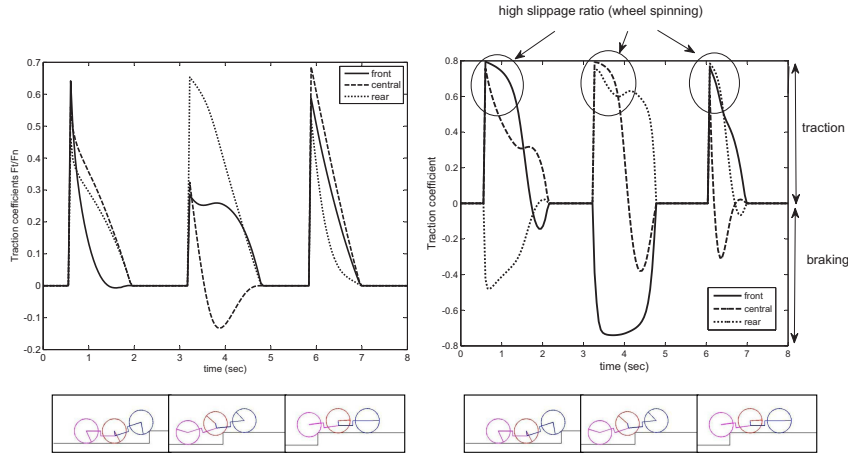 high slippage ratio (wheel spinning)
Traction coefficients Ft/Fn
0.7
0.6
0.5
0.4
0.3
0.2
0.1
0
-0.1
-0.2
front
central
rear
0 1 2 3 4 5 6 7 8
time (sec)
Traction coefficient
0.8
0.6
0.4
0.2
0
-0.2
-0.4
-0.6
-0.8
front
central
rear
0 1 2 3 4 5 6 7 8
time (sec)
traction
braking